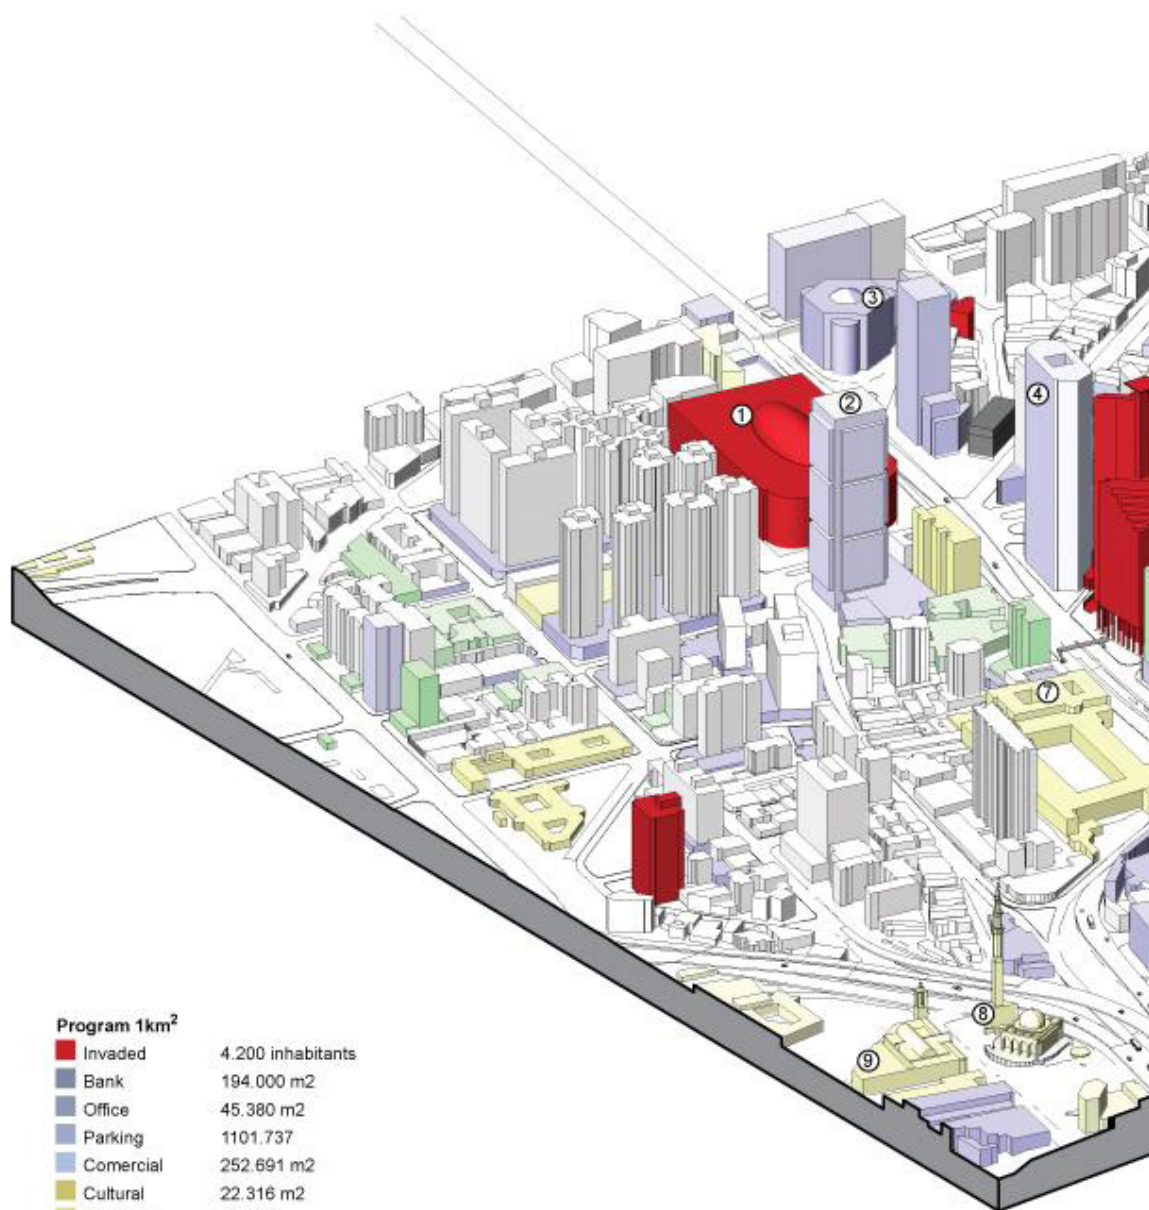 3
4
1
2
7
8
9
Program 1km²
Invaded 4.200 inhabitants
Bank 194.000 m2
Office 45.380 m2
Parking 1101.737
Comercial 252.691 m2
Cultural 22.316 m2